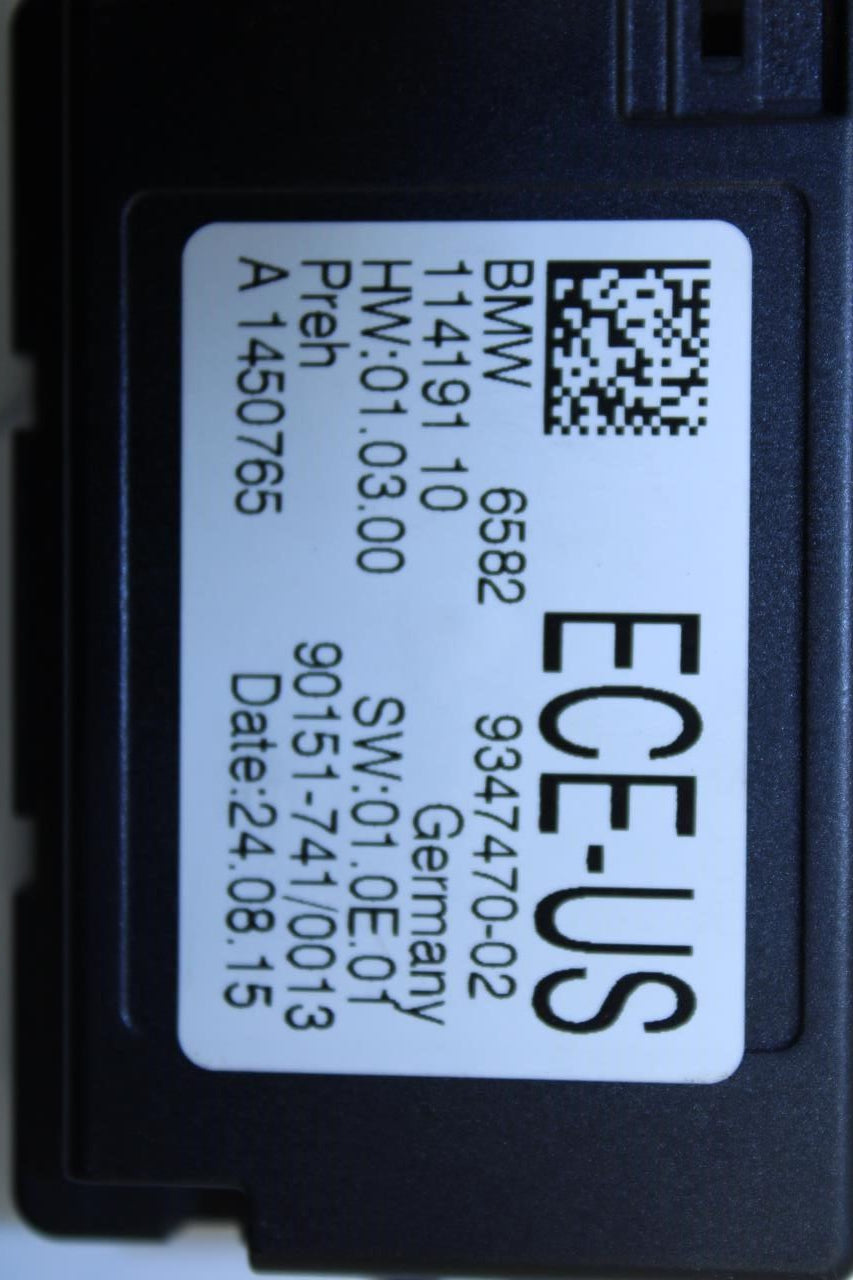 ECE-US
BMW 6582 9347470-02
114191 10 Germany
HW:01.03.00 SW:01.0E.01
Preh 90151-741/0013
A 1450765 Date:24.08.15